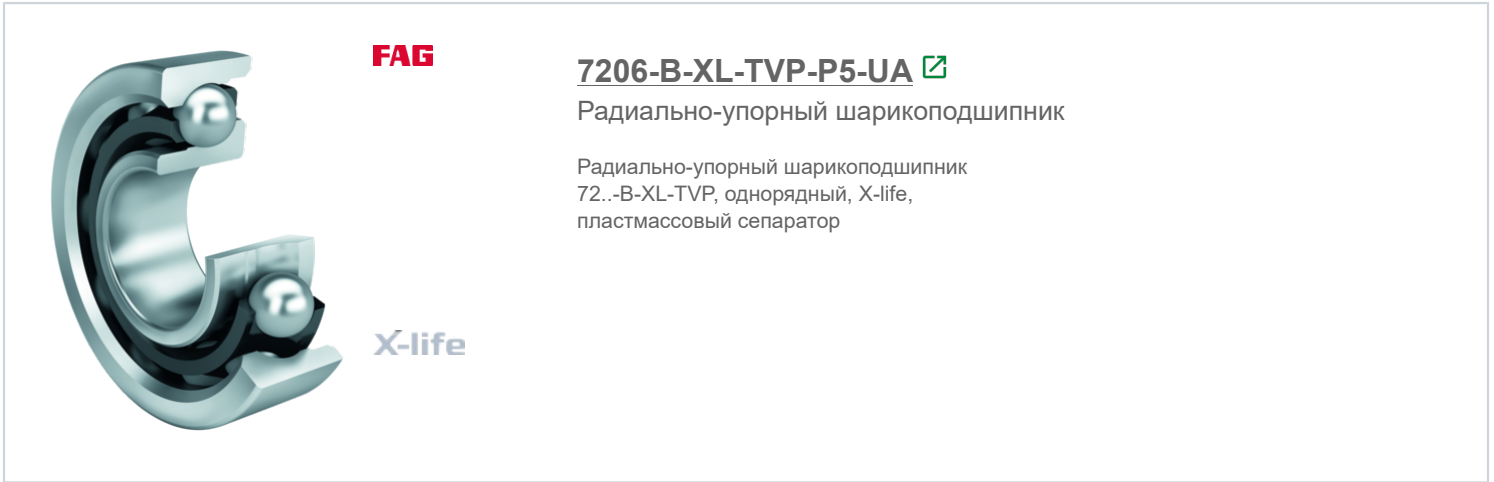 FAG
7206-B-XL-TVP-P5-UA
Радиально-упорный шарикоподшипник
Радиально-упорный шарикоподшипник
72..-B-XL-TVP, однорядный, X-life,
пластмассовый сепаратор
X-life